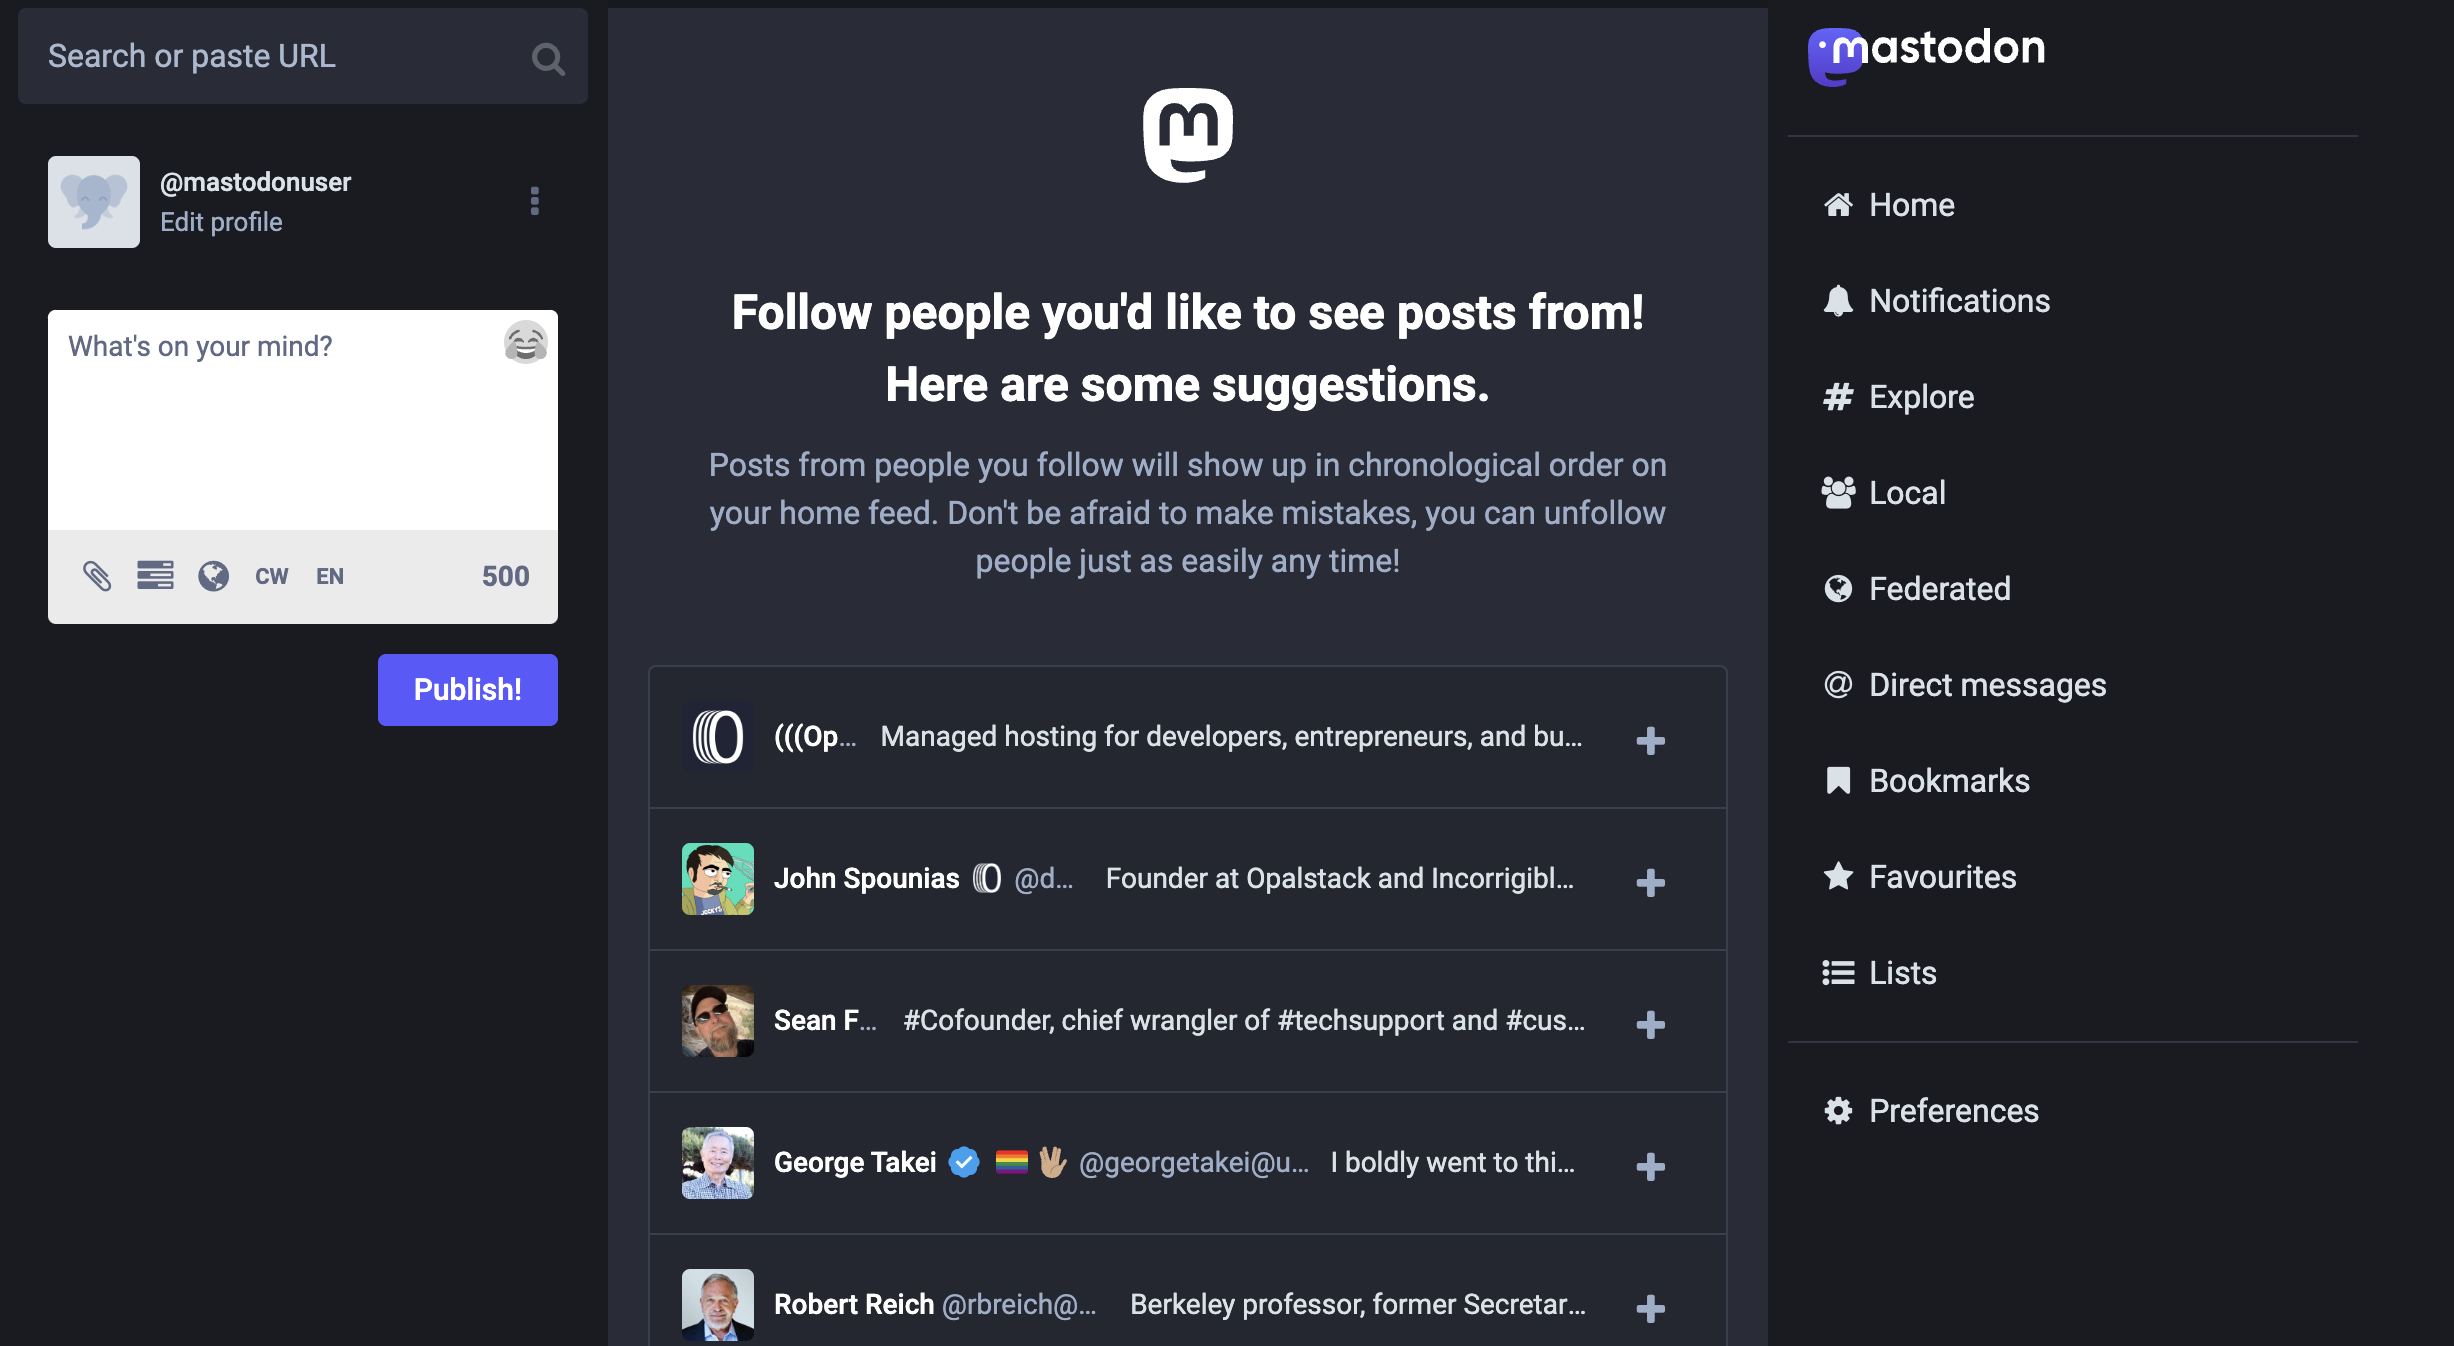 Search or paste URL
@mastodonuser
Edit profile
What's on your mind?
CW EN 500
Publish!
Follow people you'd like to see posts from!
Here are some suggestions.
Posts from people you follow will show up in chronological order on
your home feed. Don't be afraid to make mistakes, you can unfollow
people just as easily any time!
(((Op... Managed hosting for developers, entrepreneurs, and bu...
John Spounias @d... Founder at Opalstack and Incorrigibl...
Sean F... #Cofounder, chief wrangler of #techsupport and #cus...
George Takei @georgetakei@u... I boldly went to thi...
Robert Reich @rbreich@... Berkeley professor, former Secretar...
mastodon
Home
Notifications
Explore
Local
Federated
Direct messages
Bookmarks
Favourites
Lists
Preferences